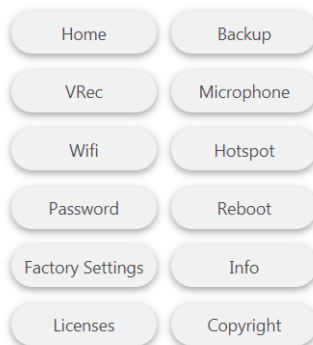 Home
Backup
VRec
Microphone
Wifi
Hotspot
Password
Reboot
Factory Settings
Info
Licenses
Copyright